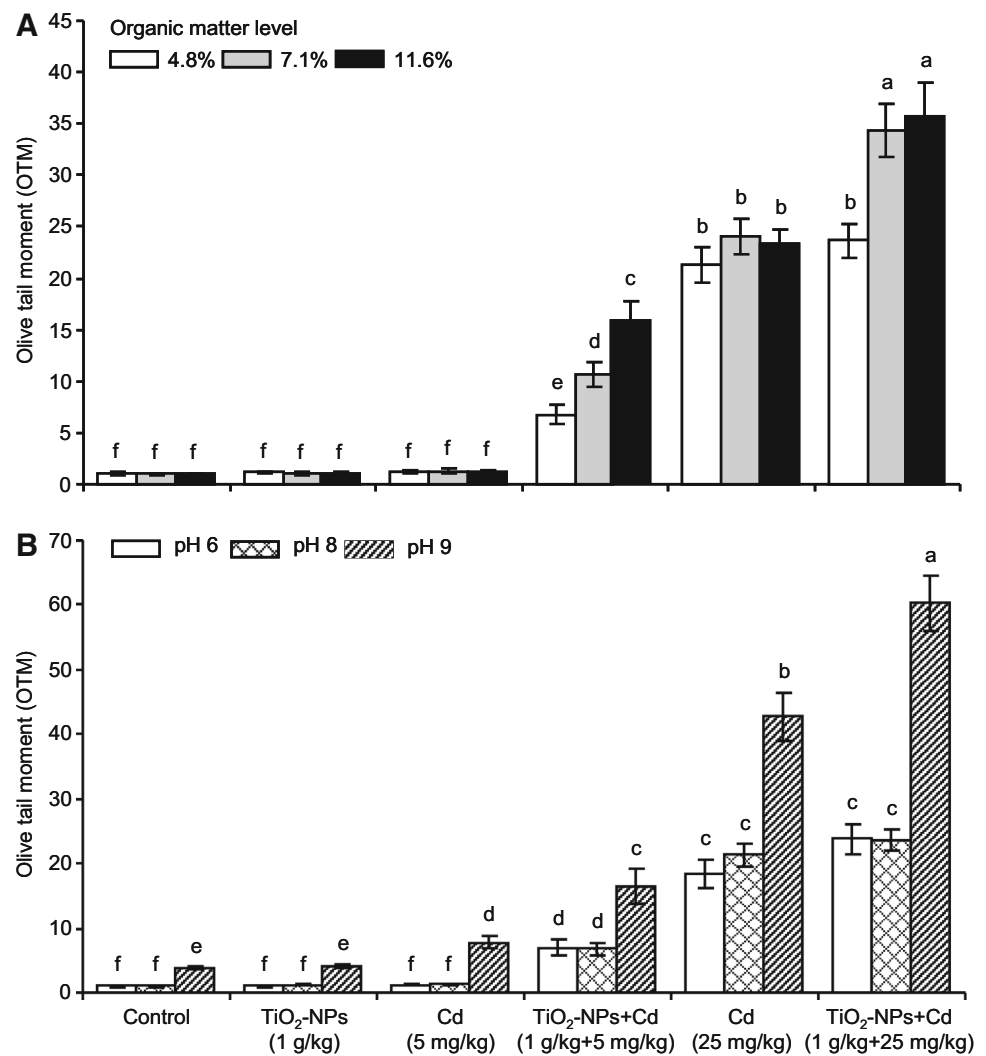 A
Organic matter level
4.8% 7.1% 11.6%
Olive tail moment (OTM)
45
40
35
30
25
20
15
10
5
0
f f f f f f f f f e d c b b b b a a
B
pH 6 pH 8 pH 9
Olive tail moment (OTM)
70
60
50
40
30
20
10
0
f f e f f e f f d d d c c c b c c a
Control TiO₂-NPs Cd TiO₂-NPs+Cd Cd TiO₂-NPs+Cd
(1 g/kg) (5 mg/kg) (1 g/kg+5 mg/kg) (25 mg/kg) (1 g/kg+25 mg/kg)